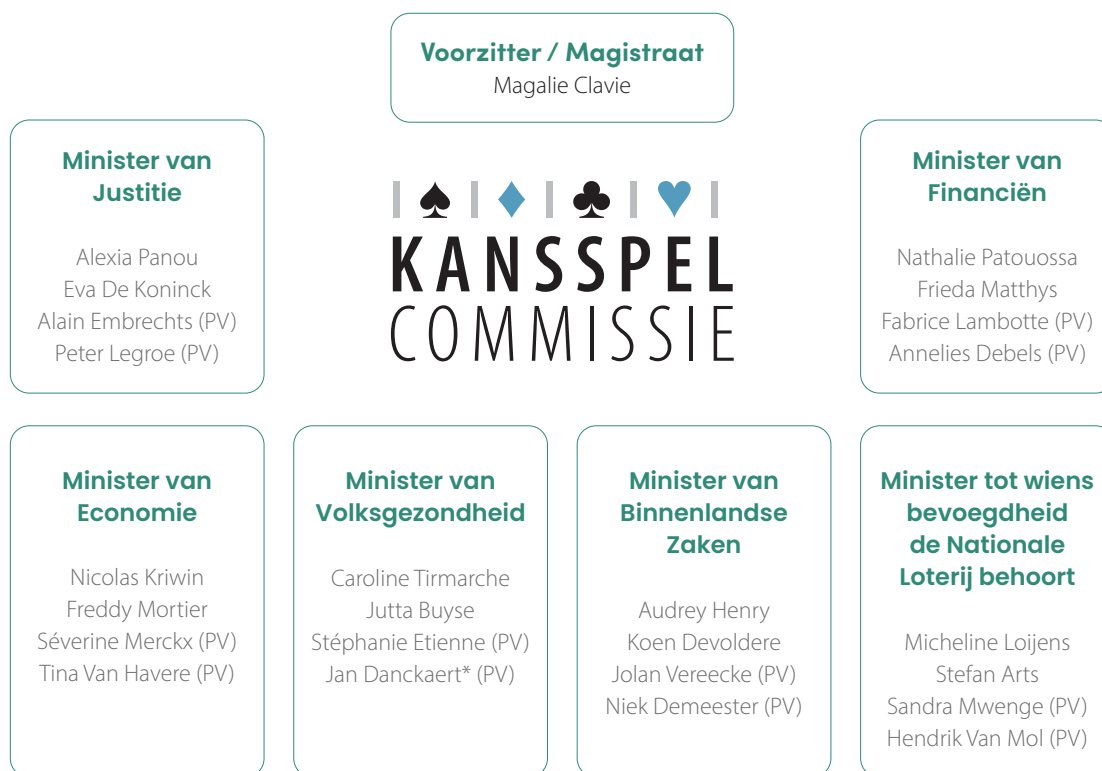 Voorzitter / Magistraat
Magalie Clavie
Minister van
Justitie
Alexia Panou
Eva De Koninck
Alain Embrechts (PV)
Peter Legroe (PV)
KANSSPEL
COMMISSIE
Minister van
Financiën
Nathalie Patouossa
Frieda Matthys
Fabrice Lambotte (PV)
Annelies Debels (PV)
Minister van
Economie
Nicolas Kriwin
Freddy Mortier
Séverine Merckx (PV)
Tina Van Havere (PV)
Minister van
Volksgezondheid
Caroline Tirmarche
Jutta Buyse
Stéphanie Etienne (PV)
Jan Danckaert* (PV)
Minister van
Binnenlandse
Zaken
Audrey Henry
Koen Devoldere
Jolan Vereecke (PV)
Niek Demeester (PV)
Minister tot wiens
bevoegdheid
de Nationale
Loterij behoort
Micheline Loijens
Stefan Arts
Sandra Mwenge (PV)
Hendrik Van Mol (PV)